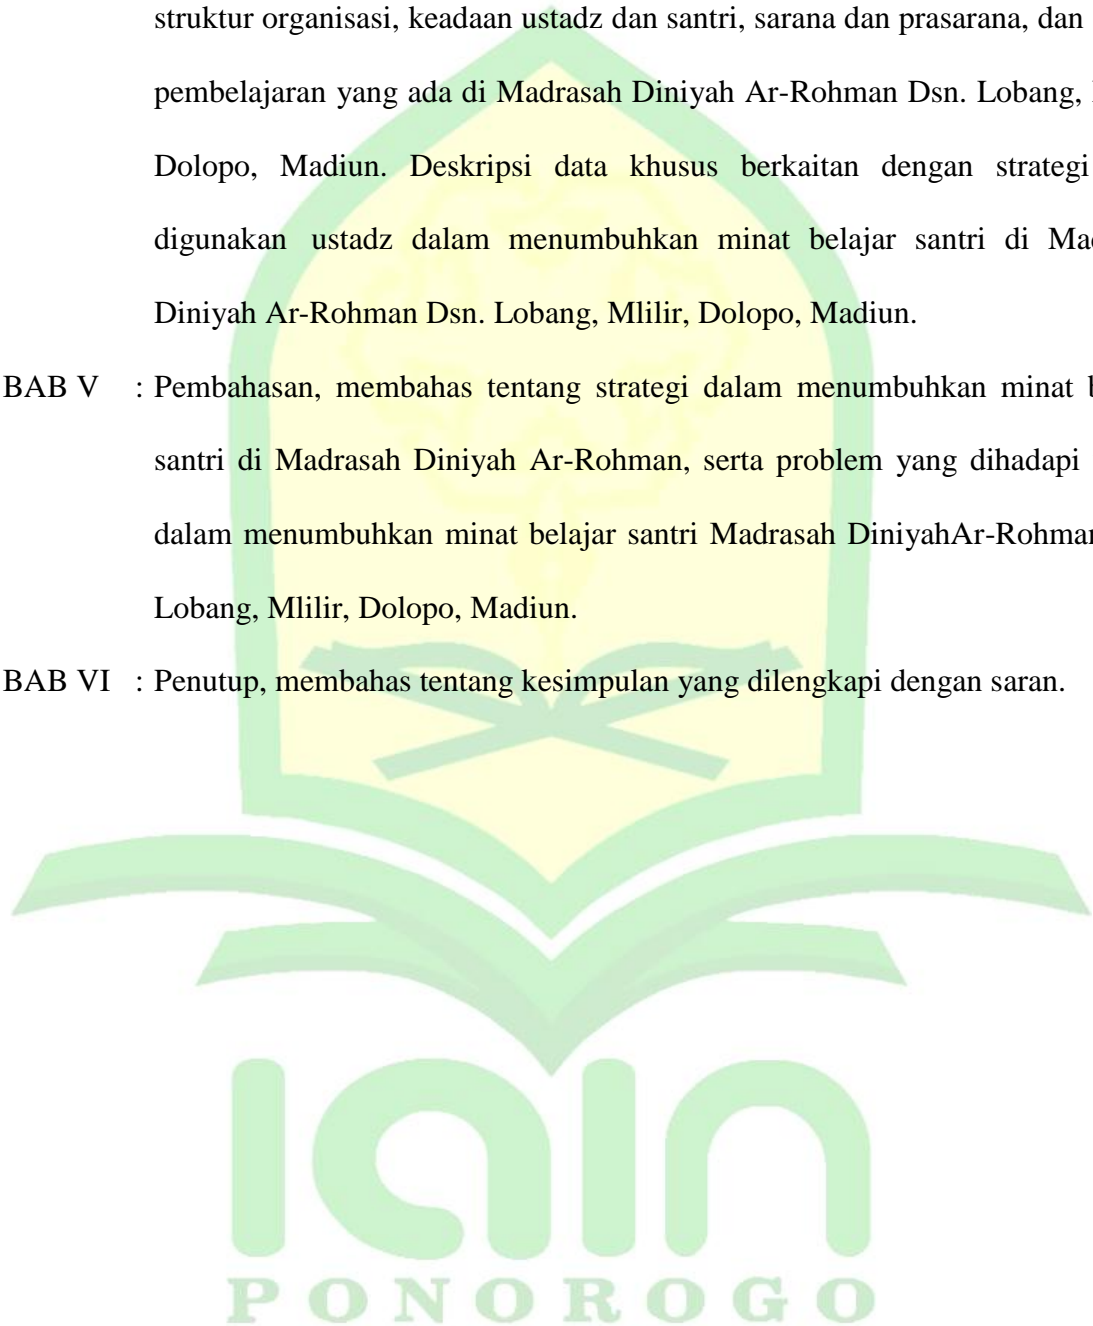 struktur organisasi, keadaan ustadz dan santri, sarana dan prasarana, dan
pembelajaran yang ada di Madrasah Diniyah Ar-Rohman Dsn. Lobang,
Dolopo, Madiun. Deskripsi data khusus berkaitan dengan strategi
digunakan ustadz dalam menumbuhkan minat belajar santri di
Diniyah Ar-Rohman Dsn. Lobang, Mlilir, Dolopo, Madiun.
BAB V : Pembahasan, membahas tentang strategi dalam menumbuhkan minat
santri di Madrasah Diniyah Ar-Rohman, serta problem yang dihadapi
dalam menumbuhkan minat belajar santri Madrasah DiniyahAr-Rohman
Lobang, Mlilir, Dolopo, Madiun.
BAB VI : Penutup, membahas tentang kesimpulan yang dilengkapi dengan saran.
iain
PONOROGO